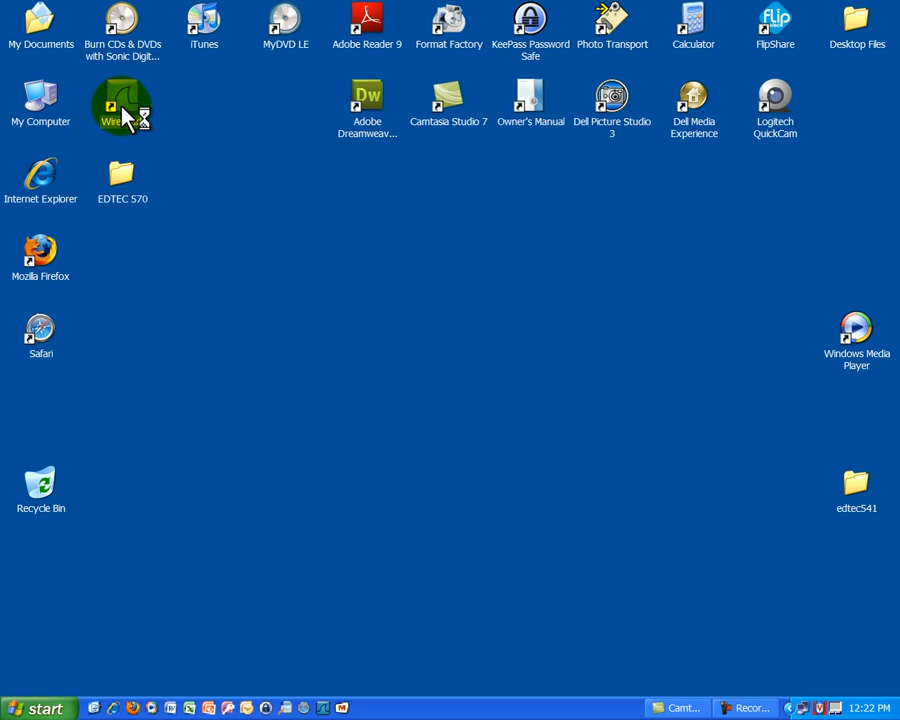 My Documents
Burn CDs & DVDs
with Sonic Digit...
iTunes
MyDVD LE
Adobe Reader 9
Format Factory
KeePass Password
Safe
Photo Transport
Calculator
FlipShare
Desktop Files
My Computer
Dw
Adobe
Dreamweav...
Camtasia Studio 7
Owner's Manual
Dell Picture Studio
3
Dell Media
Experience
Logitech
QuickCam
Internet Explorer
EDTEC 570
Mozilla Firefox
Safari
Windows Media
Player
Recycle Bin
edtec541
start
Camt...
Recor...
12:22 PM